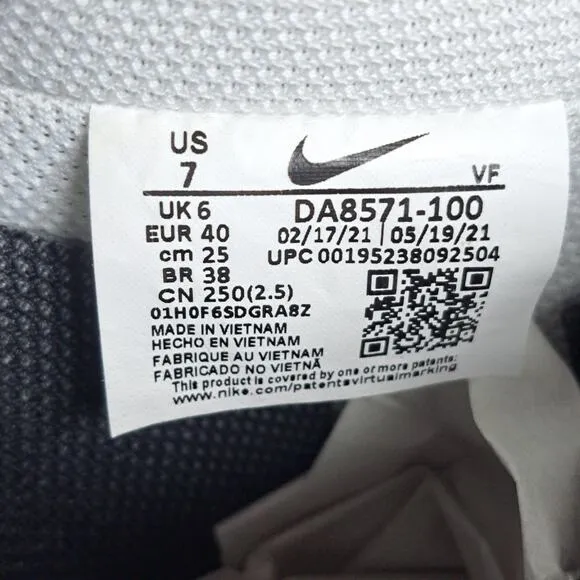 US
7
VF
UK 6
EUR 40
cm 25
BR 38
CN 250(2.5)
DA8571-100
02/17/21 | 05/19/21
UPC 00195238092504
01H0F6SDGRA8Z
MADE IN VIETNAM
HECHO EN VIETNAM
FABRIQUE AU VIETNAM
FABRICADO NO VIETNÃ
This product is covered by one or more patents:
www.nike.com/patentsvirtualmarking